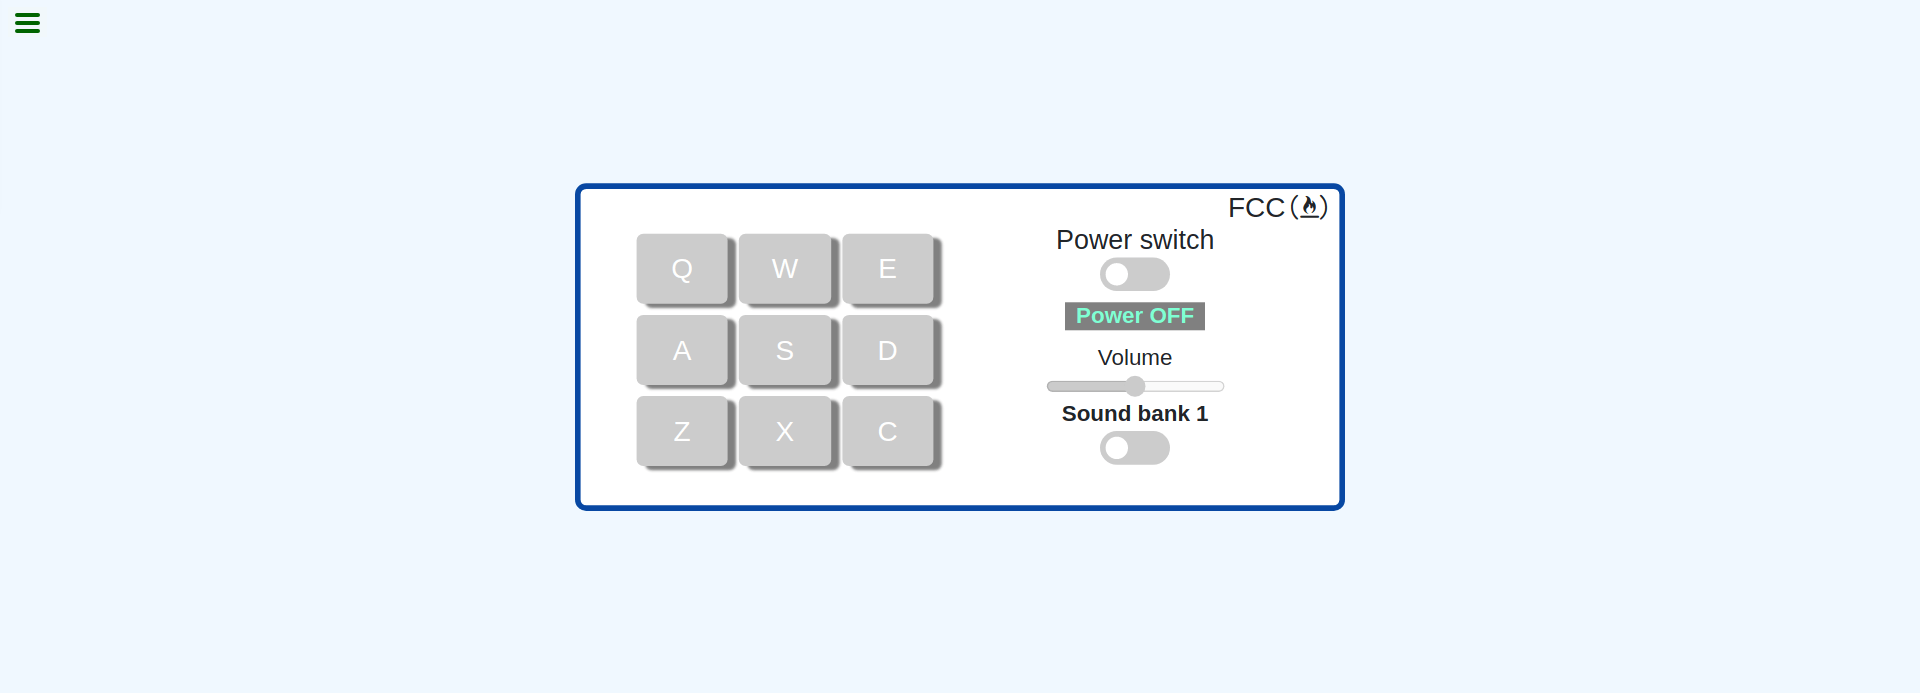 FCC
Power switch
Q W E
Power OFF
A S D
Volume
Sound bank 1
Z X C